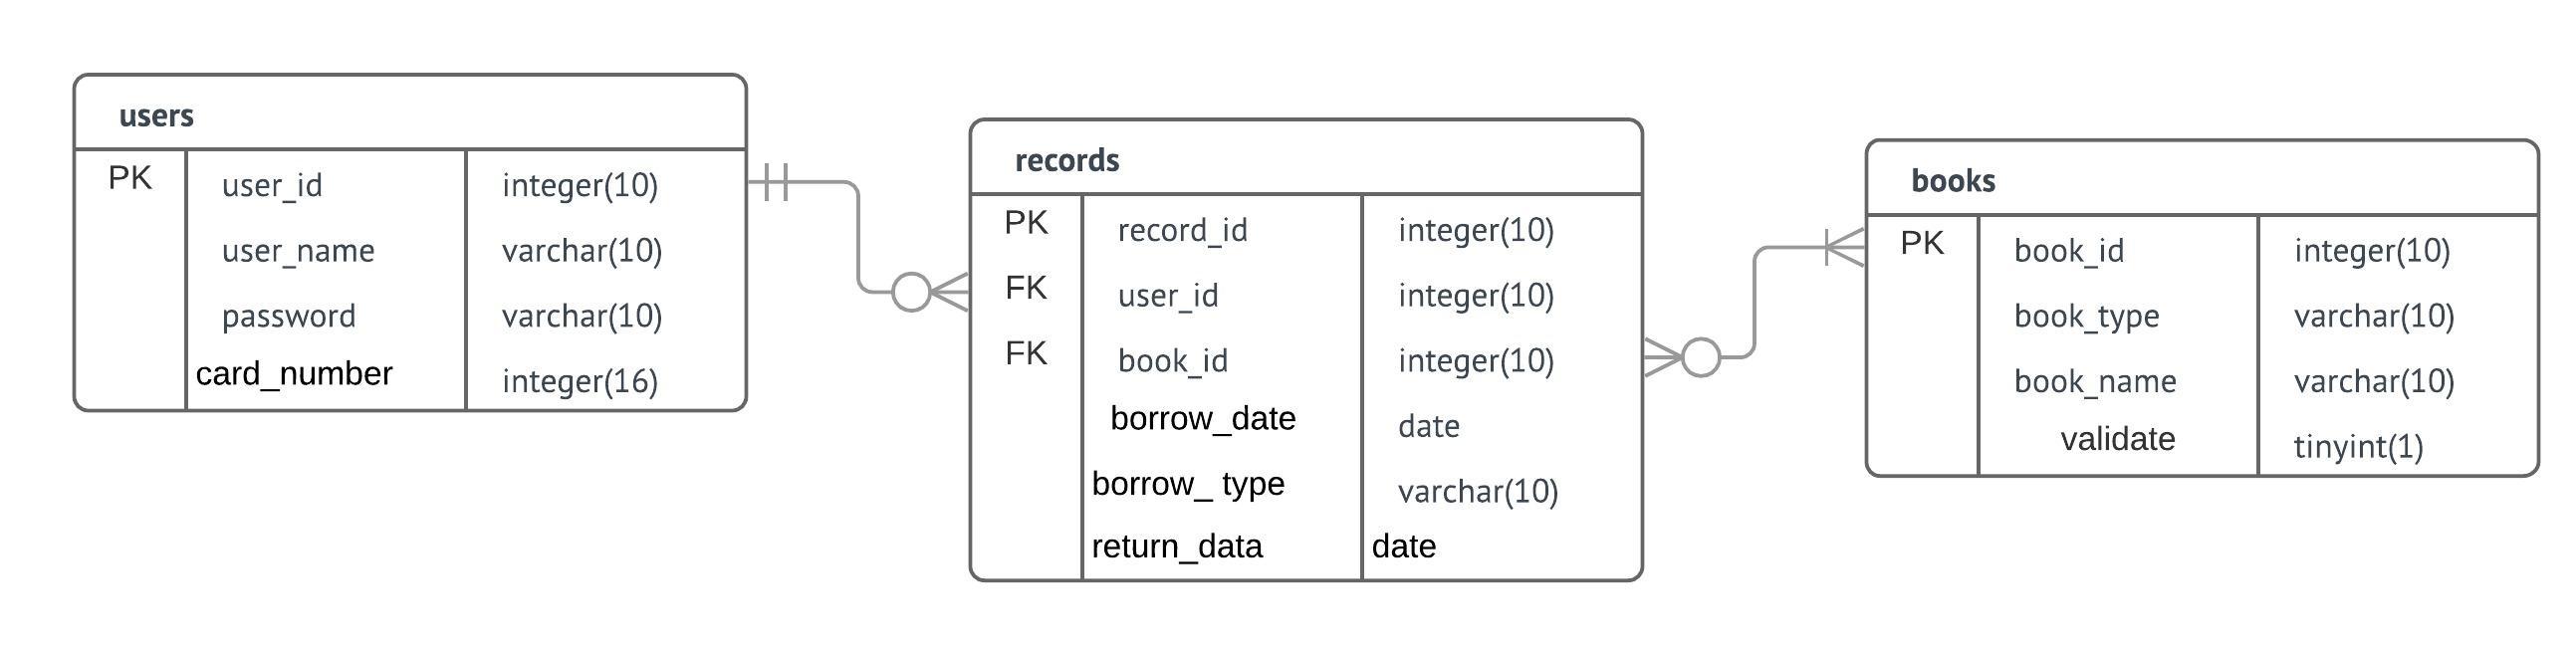 users
PK user_id integer(10)
user_name varchar(10)
password varchar(10)
card_number integer(16)
records
PK record_id integer(10)
FK user_id integer(10)
FK book_id integer(10)
borrow_date date
borrow_ type varchar(10)
return_data date
books
PK book_id integer(10)
book_type varchar(10)
book_name varchar(10)
validate tinyint(1)